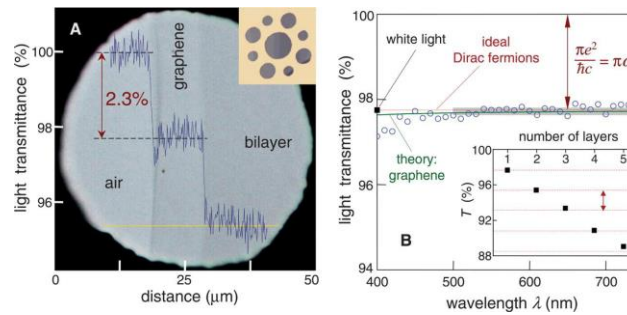 A
100
98
96
light transmittance (%)
2.3%
air
graphene
bilayer
0
25
50
distance (µm)
100
98
96
94
light transmittance (%)
white light
ideal
Dirac fermions
πe²
ħc
= πα
theory:
graphene
B
number of layers
1 2 3 4 5
T (%)
96
92
88
400 500 600 700
wavelength λ (nm)